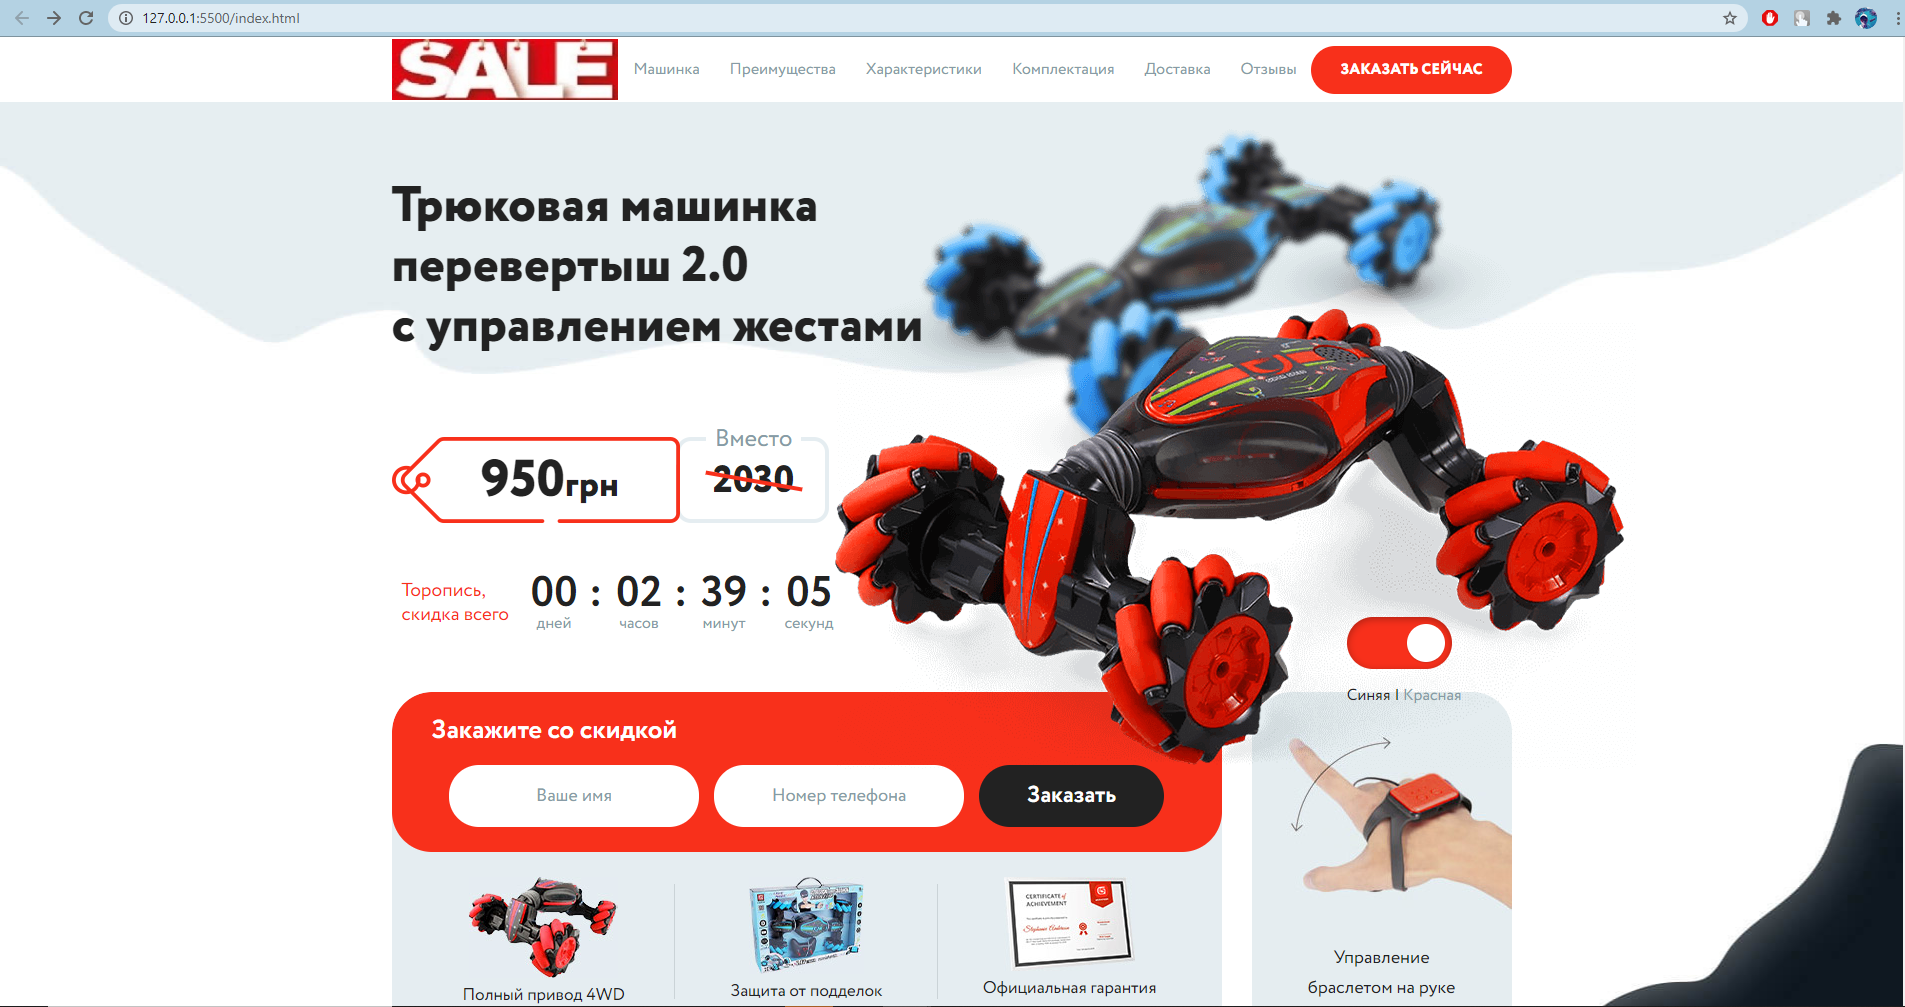 127.0.0.1:5500/index.html
SALE
Машинка
Преимущества
Характеристики
Комплектация
Доставка
Отзывы
ЗАКАЗАТЬ СЕЙЧАС
Трюковая машинка
перевертыш 2.0
с управлением жестами
950грн
Вместо
2030
Торопись,
скидка всего
00 : 02 : 39 : 05
дней
часов
минут
секунд
Синяя | Красная
Закажите со скидкой
Ваше имя
Номер телефона
Заказать
CERTIFICATE of
ACHIEVEMENT
Полный привод 4WD
Защита от подделок
Официальная гарантия
Управление
браслетом на руке